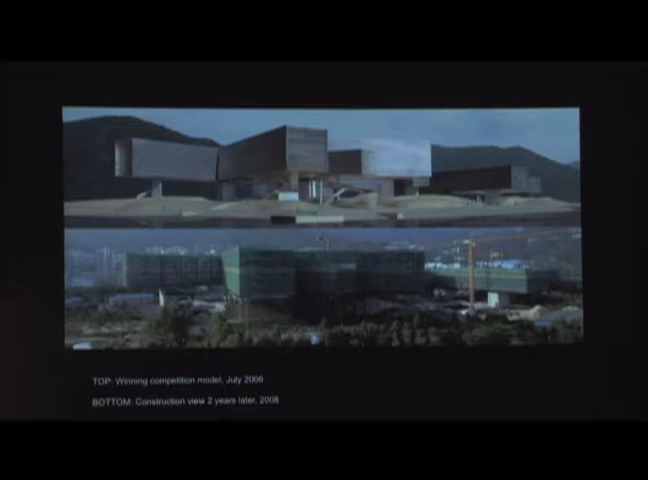 TOP: Winning competition model, July 2006
BOTTOM: Construction view 2 years later, 2008